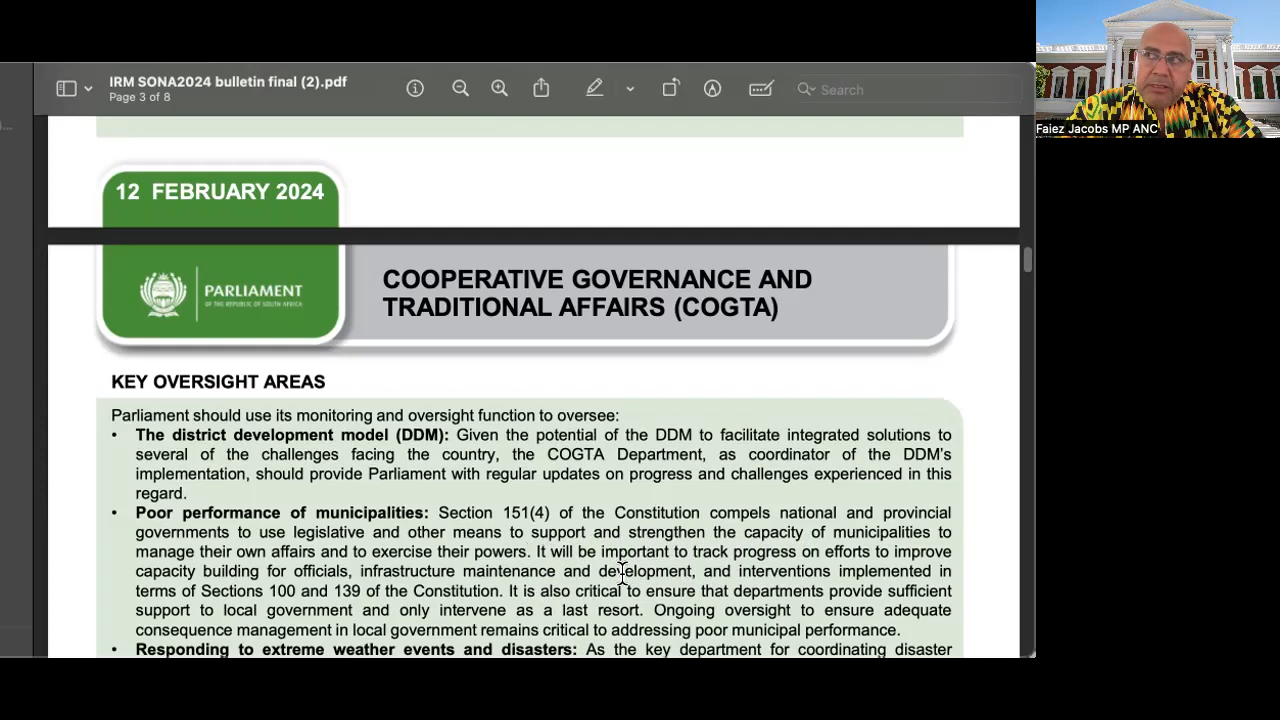 IRM SONA2024 bulletin final (2).pdf
Page 3 of 8
Search
Faiez Jacobs MP ANC
12 FEBRUARY 2024
PARLIAMENT
OF THE REPUBLIC OF SOUTH AFRICA
COOPERATIVE GOVERNANCE AND
TRADITIONAL AFFAIRS (COGTA)
KEY OVERSIGHT AREAS
Parliament should use its monitoring and oversight function to oversee:
• The district development model (DDM): Given the potential of the DDM to facilitate integrated solutions to
several of the challenges facing the country, the COGTA Department, as coordinator of the DDM's
implementation, should provide Parliament with regular updates on progress and challenges experienced in this
regard.
• Poor performance of municipalities: Section 151(4) of the Constitution compels national and provincial
governments to use legislative and other means to support and strengthen the capacity of municipalities to
manage their own affairs and to exercise their powers. It will be important to track progress on efforts to improve
capacity building for officials, infrastructure maintenance and development, and interventions implemented in
terms of Sections 100 and 139 of the Constitution. It is also critical to ensure that departments provide sufficient
support to local government and only intervene as a last resort. Ongoing oversight to ensure adequate
consequence management in local government remains critical to addressing poor municipal performance.
• Responding to extreme weather events and disasters: As the key department for coordinating disaster